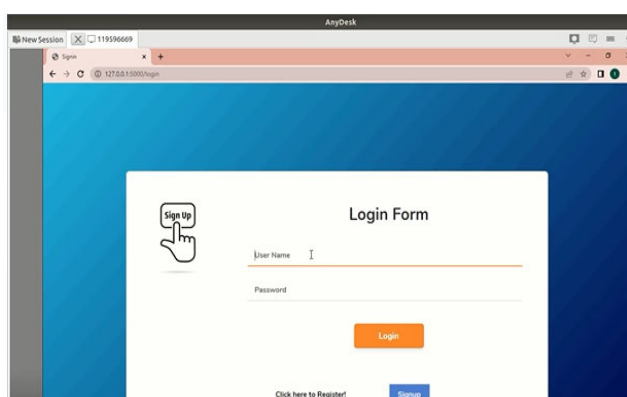 AnyDesk
New Session
119596669
Signin
127.0.0.1:5000/login
Sign Up
Login Form
User Name
Password
Login
Click here to Register!
Signup